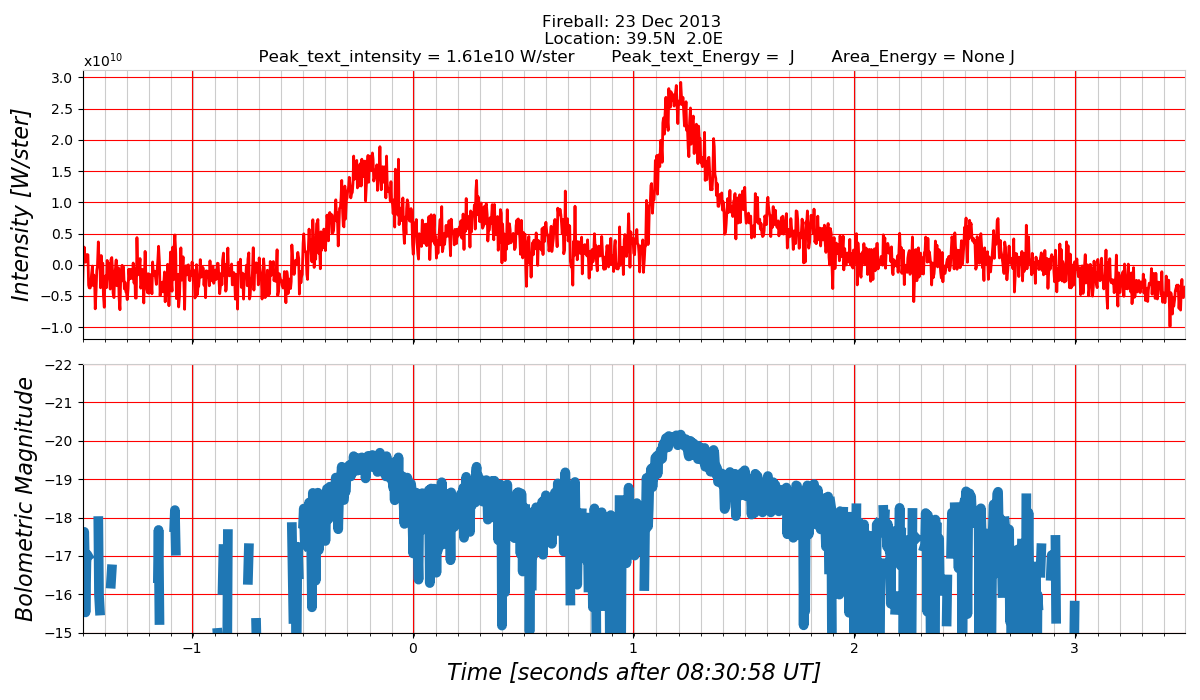 Fireball: 23 Dec 2013
Location: 39.5N  2.0E
Peak_text_intensity = 1.61e10 W/ster       Peak_text_Energy =  J       Area_Energy = None J
x10¹⁰
3.0
2.5
2.0
1.5
1.0
0.5
0.0
−0.5
−1.0
Intensity [W/ster]
−22
−21
−20
−19
−18
−17
−16
−15
Bolometric Magnitude
−1 0 1 2 3
Time [seconds after 08:30:58 UT]